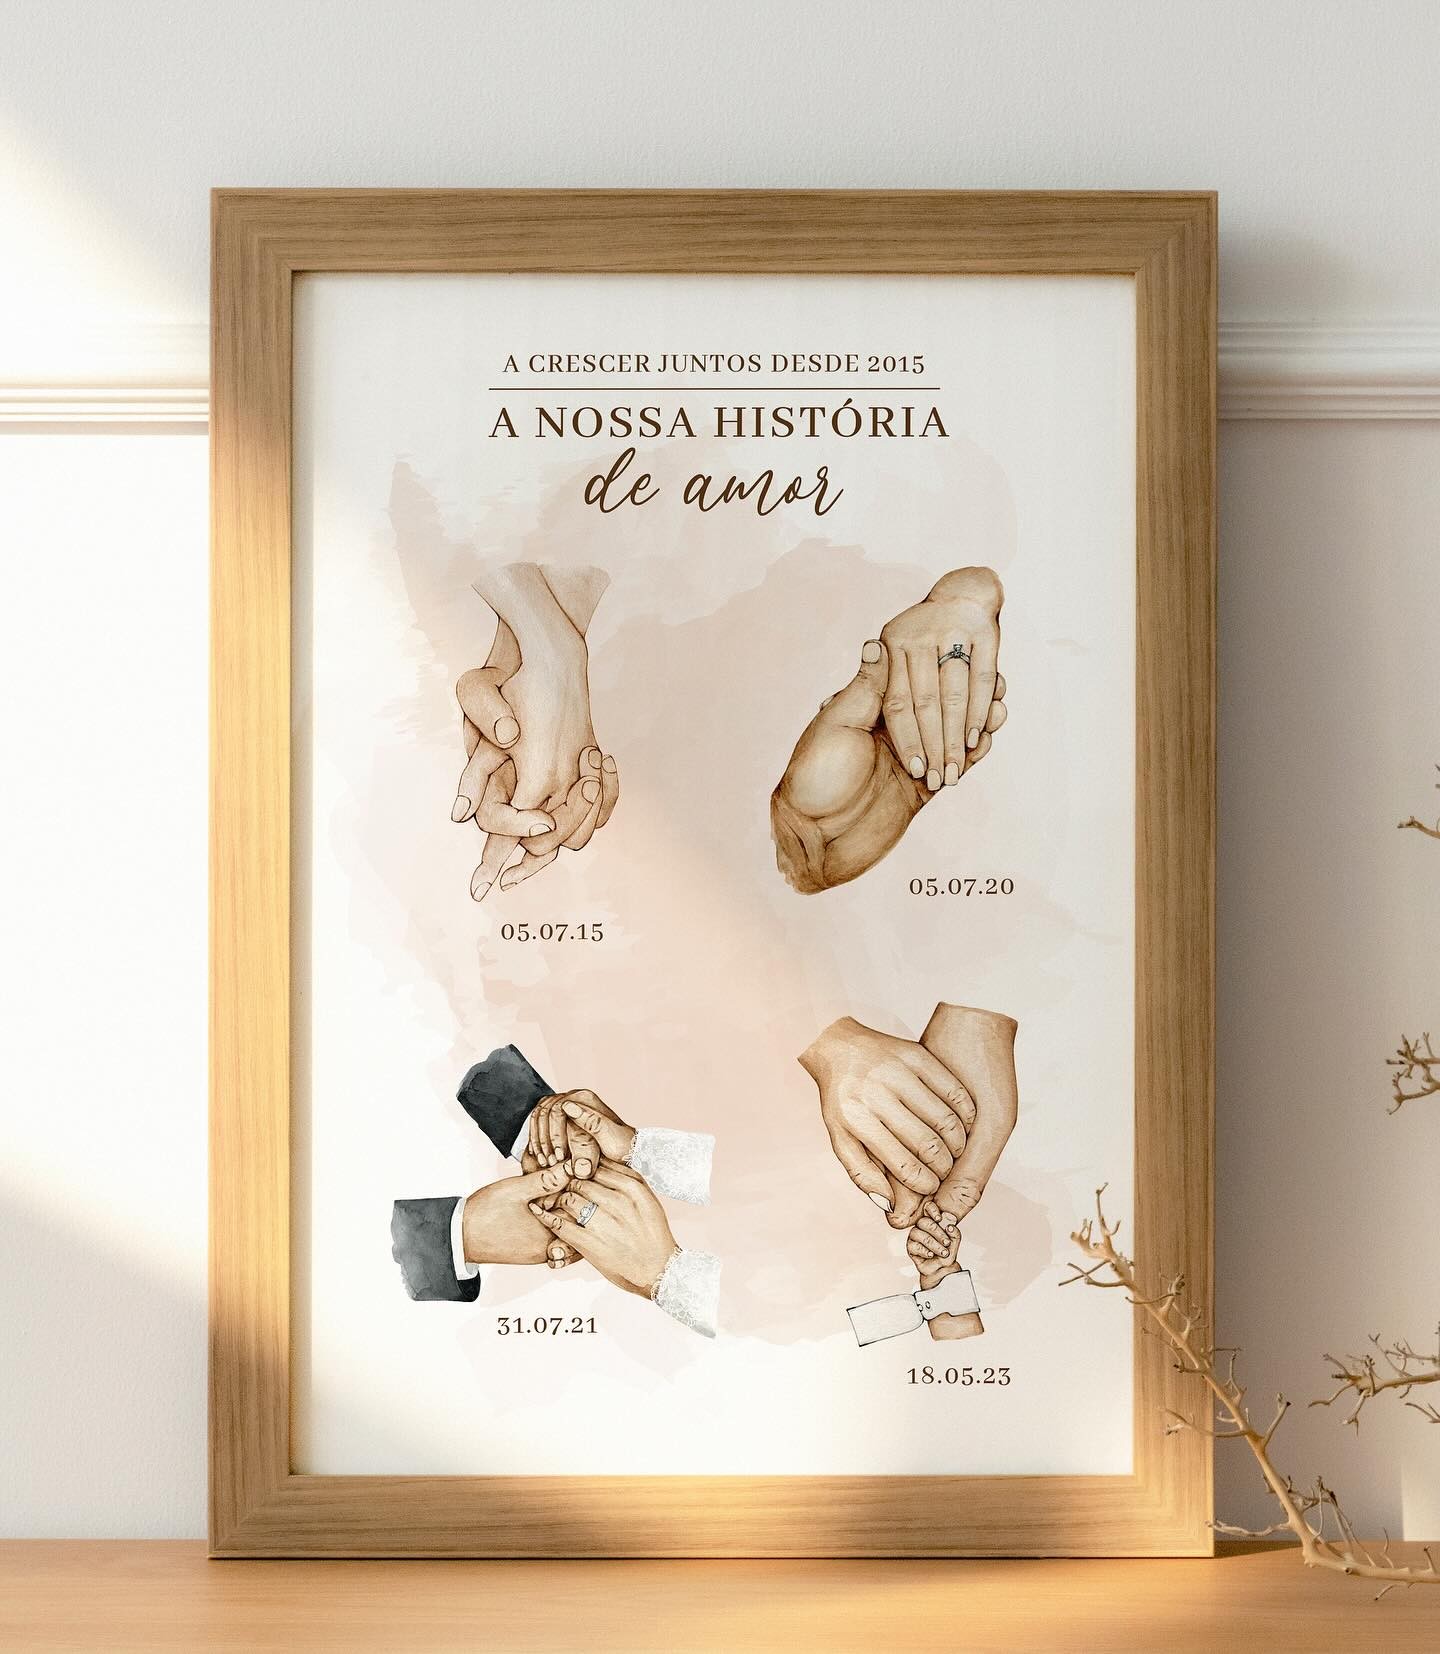 A CRESCER JUNTOS DESDE 2015
A NOSSA HISTÓRIA
de amor
05.07.15
05.07.20
31.07.21
18.05.23